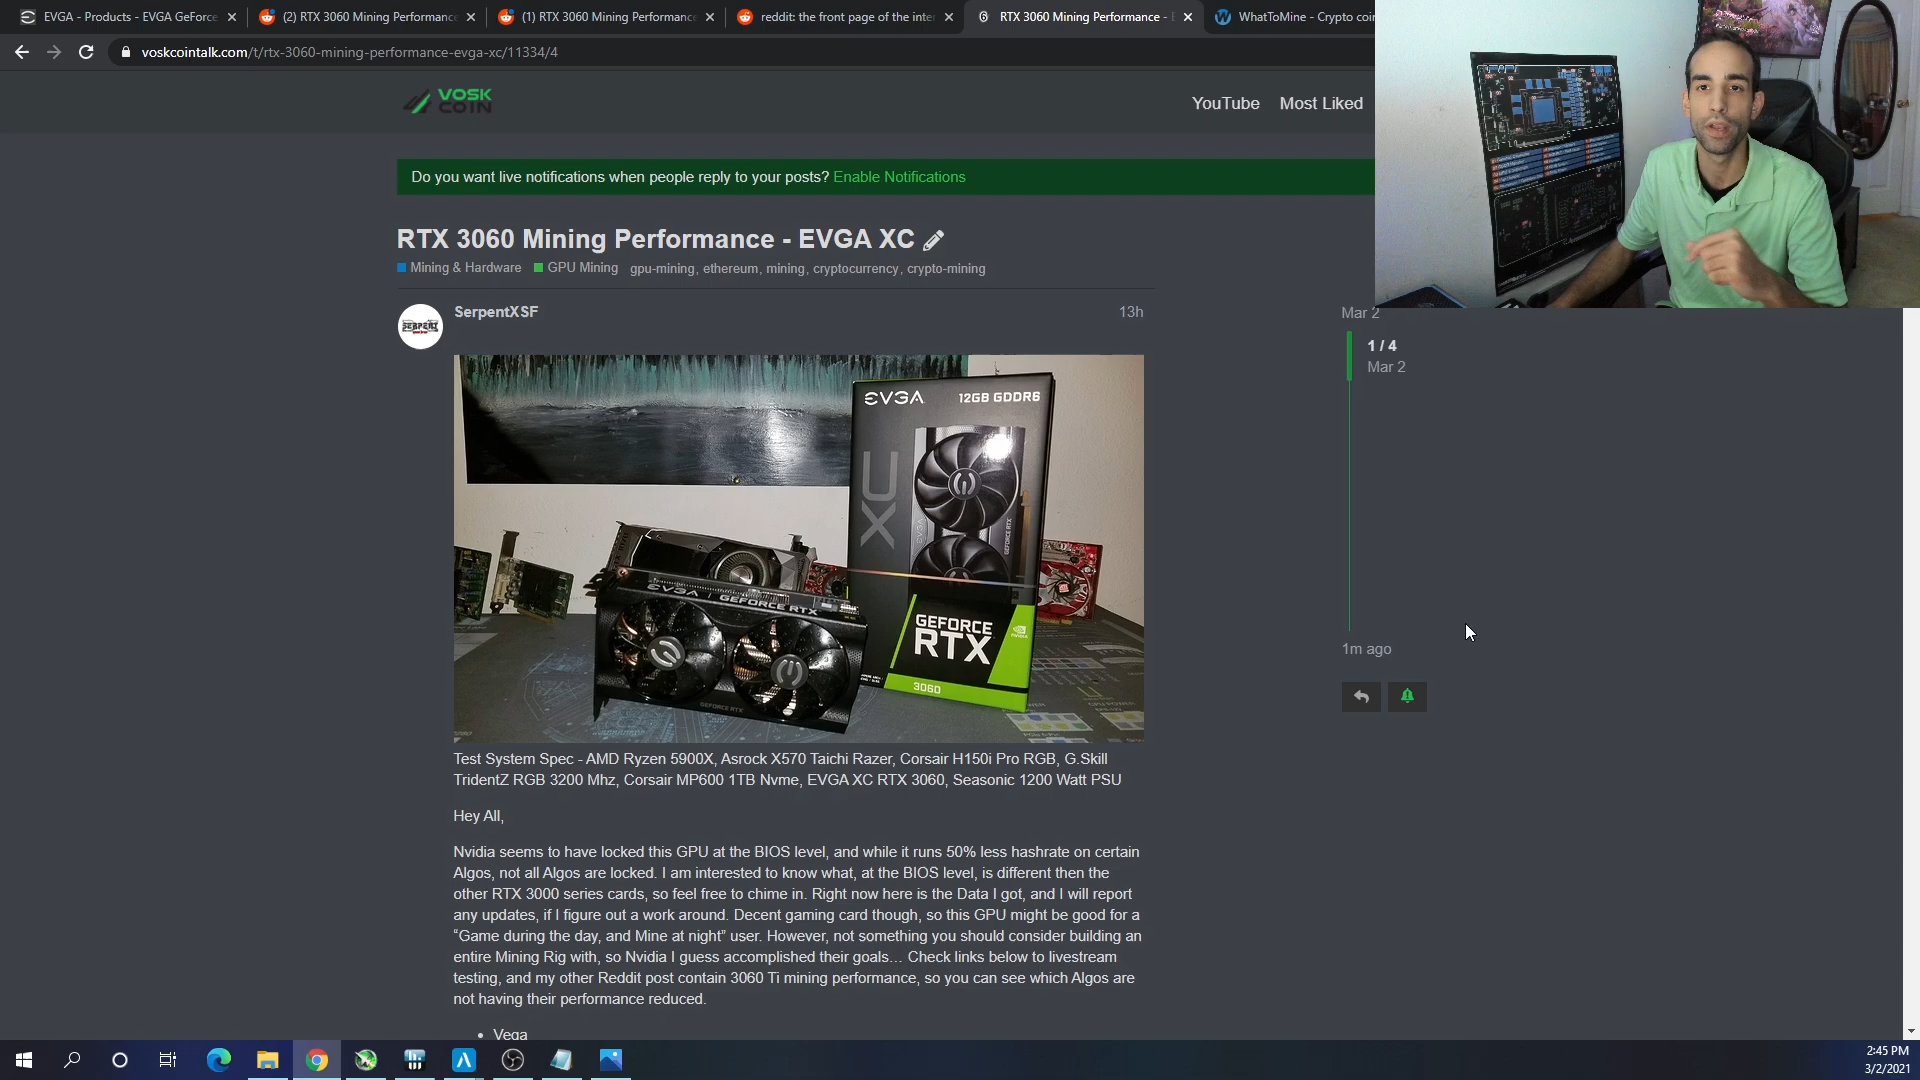 EVGA - Products - EVGA GeForce
(2) RTX 3060 Mining Performance
(1) RTX 3060 Mining Performance
reddit: the front page of the inter
RTX 3060 Mining Performance -
WhatToMine - Crypto coin
voskcointalk.com/t/rtx-3060-mining-performance-evga-xc/11334/4
VOSK
COIN
YouTube
Most Liked
Do you want live notifications when people reply to your posts? Enable Notifications
RTX 3060 Mining Performance - EVGA XC
Mining & Hardware GPU Mining gpu-mining, ethereum, mining, cryptocurrency, crypto-mining
SerpentXSF
13h
SERPENT
Mar 2
1 / 4
Mar 2
EVGA
12GB GDDR6
XC
EVGA
GEFORCE RTX
EVGA
GEFORCE RTX
GEFORCE RTX
GEFORCE
RTX
NVIDIA
3060
1m ago
Test System Spec - AMD Ryzen 5900X, Asrock X570 Taichi Razer, Corsair H150i Pro RGB, G.Skill
TridentZ RGB 3200 Mhz, Corsair MP600 1TB Nvme, EVGA XC RTX 3060, Seasonic 1200 Watt PSU
Hey All,
Nvidia seems to have locked this GPU at the BIOS level, and while it runs 50% less hashrate on certain
Algos, not all Algos are locked. I am interested to know what, at the BIOS level, is different then the
other RTX 3000 series cards, so feel free to chime in. Right now here is the Data I got, and I will report
any updates, if I figure out a work around. Decent gaming card though, so this GPU might be good for a
“Game during the day, and Mine at night” user. However, not something you should consider building an
entire Mining Rig with, so Nvidia I guess accomplished their goals… Check links below to livestream
testing, and my other Reddit post contain 3060 Ti mining performance, so you can see which Algos are
not having their performance reduced.
• Vega
2:45 PM
3/2/2021